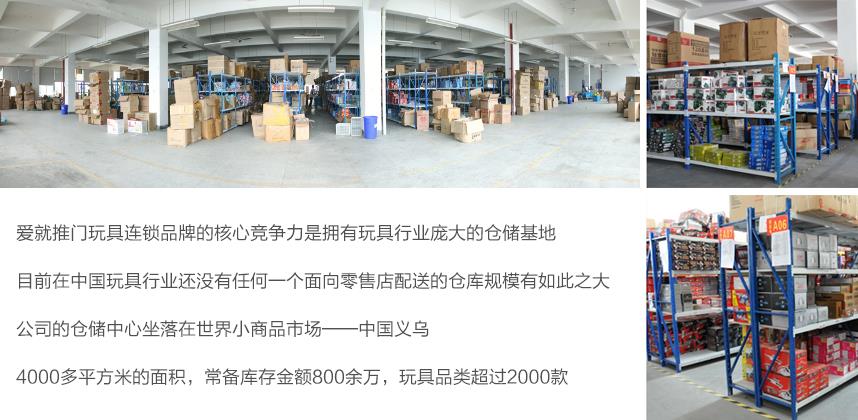 爱就推门玩具连锁品牌的核心竞争力是拥有玩具行业庞大的仓储基地
目前在中国玩具行业还没有任何一个面向零售店配送的仓库规模有如此之大
公司的仓储中心坐落在世界小商品市场——中国义乌
4000多平方米的面积，常备库存金额800余万，玩具品类超过2000款
A06